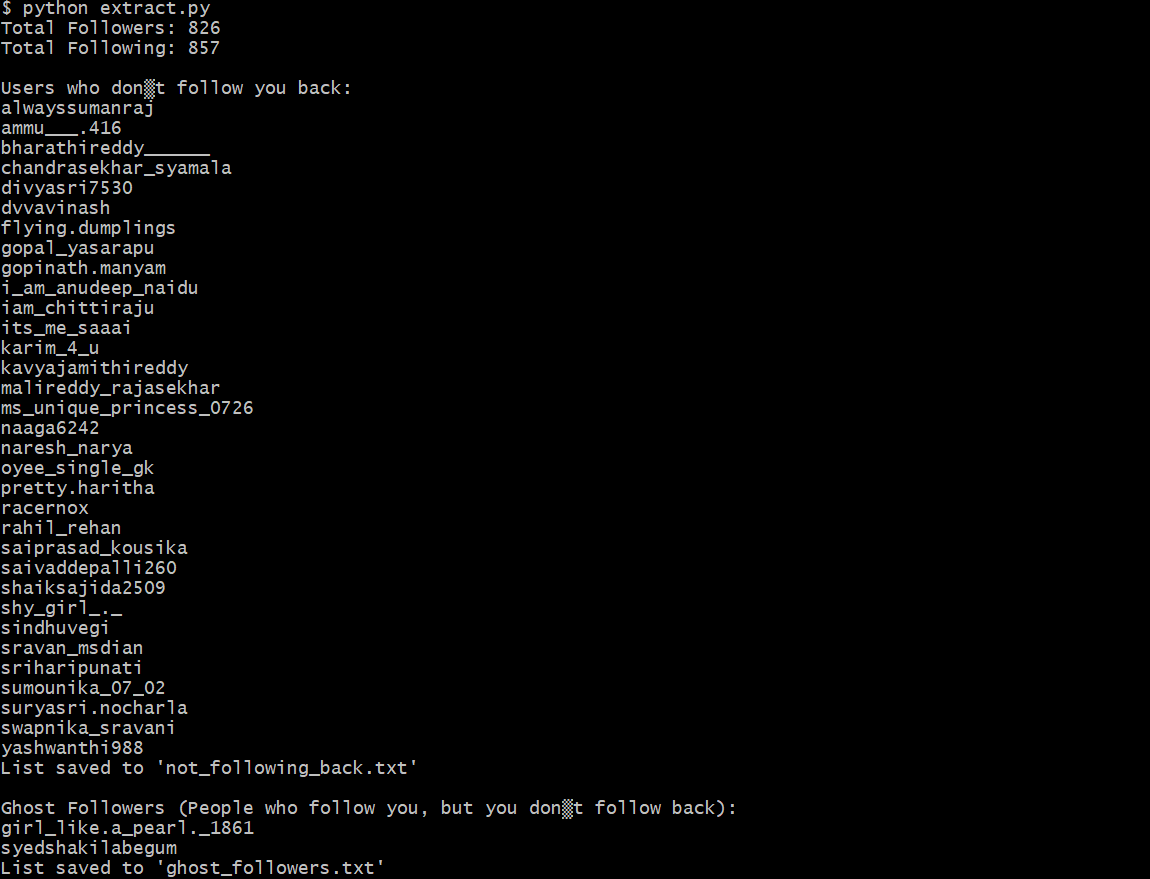 $ python extract.py
Total Followers: 826
Total Following: 857
Users who don▒t follow you back:
alwayssumanraj
ammu___.416
bharathireddy______
chandrasekhar_syamala
divyasri7530
dvvavinash
flying.dumplings
gopal_yasarapu
gopinath.manyam
i_am_anudeep_naidu
iam_chittiraju
its_me_saaai
karim_4_u
kavyajamithireddy
malireddy_rajasekhar
ms_unique_princess_0726
naaga6242
naresh_narya
oyee_single_gk
pretty.haritha
racernox
rahil_rehan
saiprasad_kousika
saivaddepalli260
shaiksajida2509
shy_girl_._
sindhuvegi
sravan_msdian
sriharipunati
sumounika_07_02
suryasri.nocharla
swapnika_sravani
yashwanthi988
List saved to 'not_following_back.txt'
Ghost Followers (People who follow you, but you don▒t follow back):
girl_like.a_pearl._1861
syedshakilabegum
List saved to 'ghost_followers.txt'